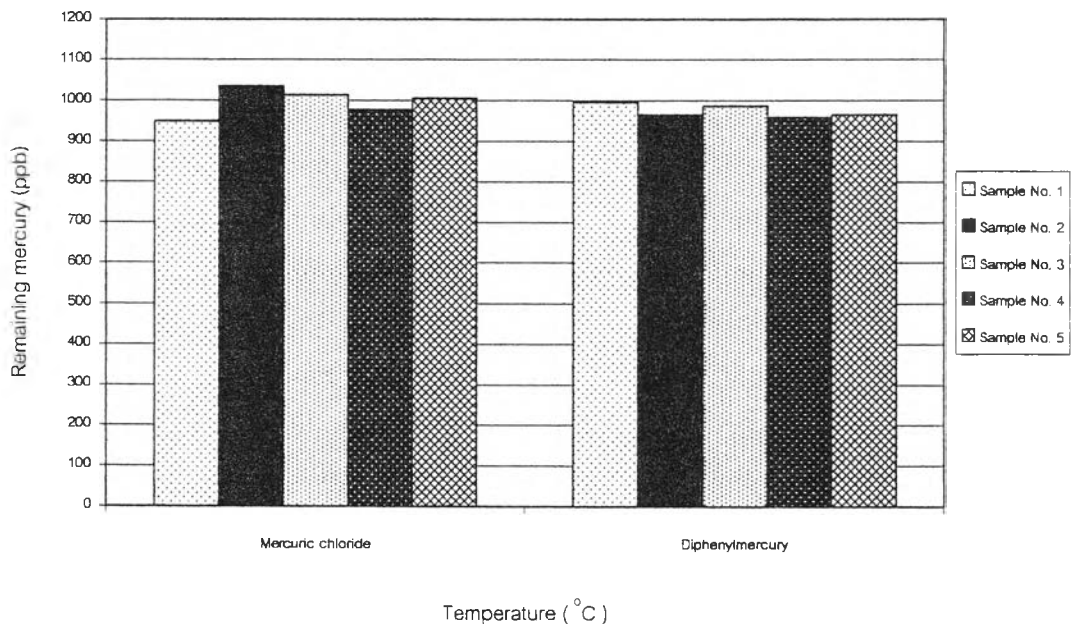 Remaining mercury (ppb)
1200
1100
1000
900
800
700
600
500
400
300
200
100
0
Mercuric chloride
Diphenylmercury
Temperature ( °C )
Sample No. 1
Sample No. 2
Sample No. 3
Sample No. 4
Sample No. 5